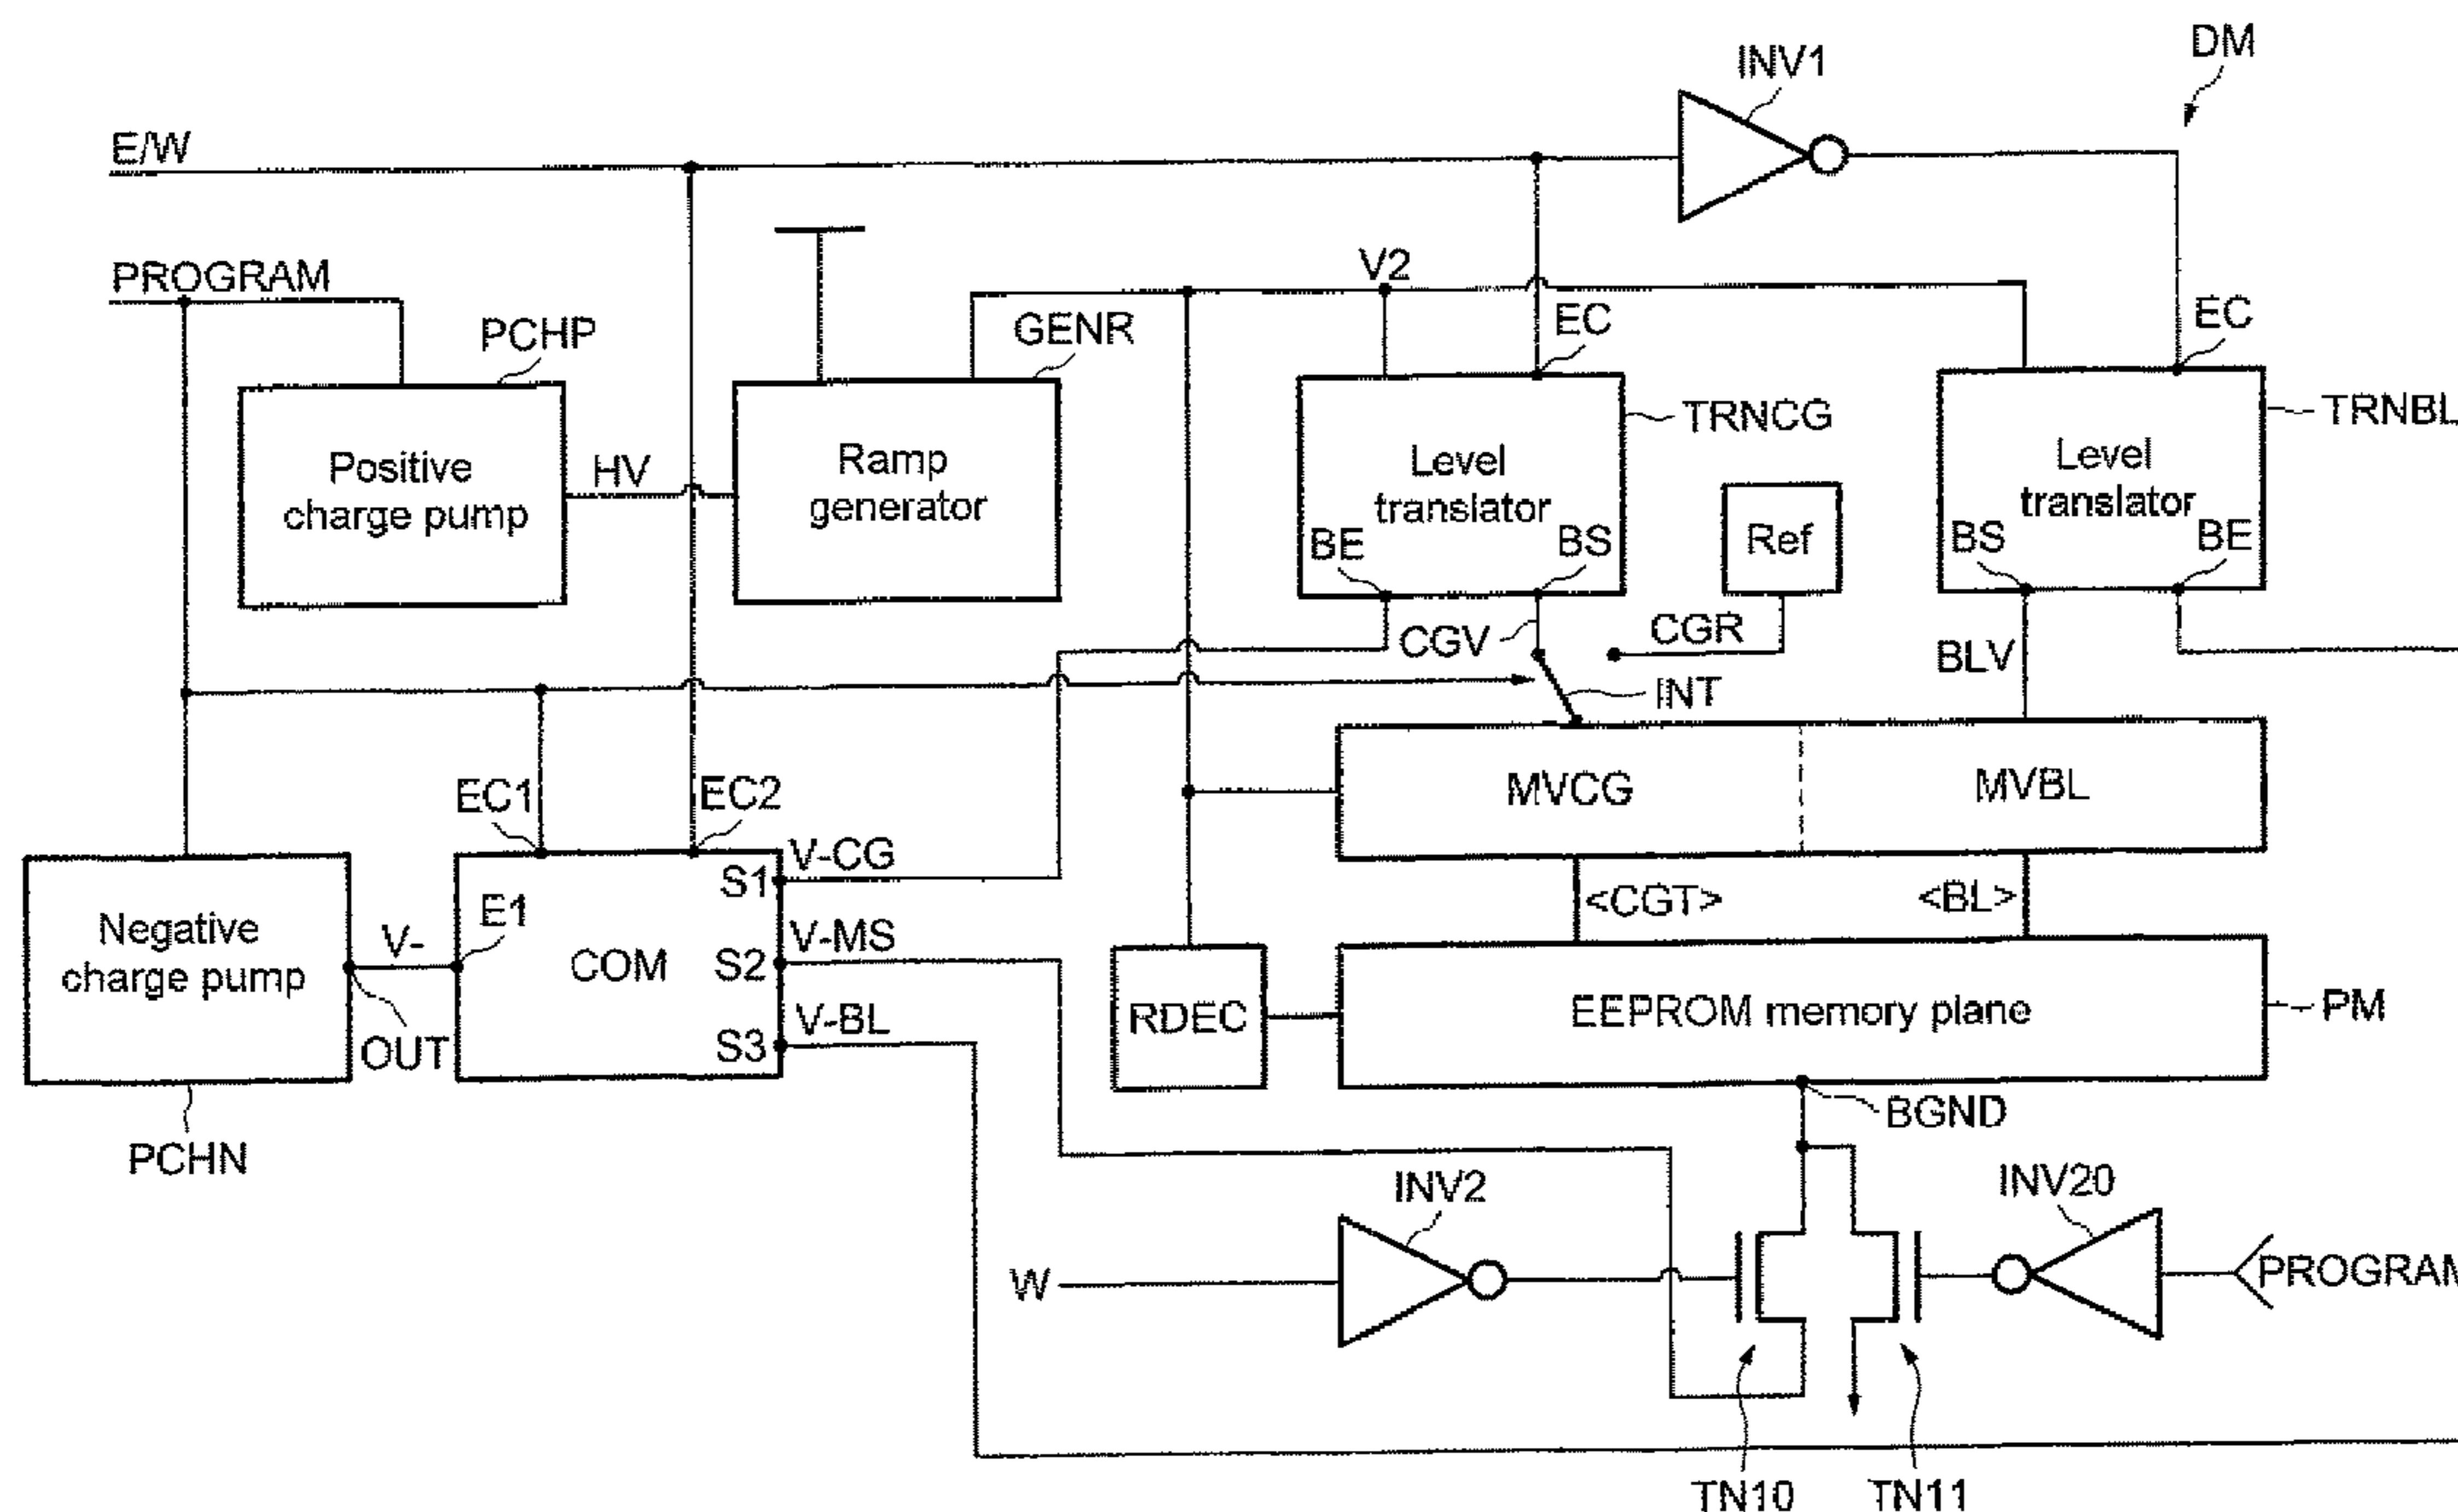 DM
INV1
E/W
V2
PROGRAM
PCHP
GENR
EC
EC
TRNCG
TRNBL
Positive
charge pump
HV
Ramp
generator
Level
translator
Ref
Level
translator
BE
BS
BS
BE
CGV
CGR
BLV
INT
EC1
EC2
MVCG
MVBL
V-CG
S1
<CGT>
<BL>
Negative
charge pump
V-
E1
COM
V-MS
S2
V-BL
S3
OUT
RDEC
EEPROM memory plane
PM
BGND
PCHN
INV2
INV20
W
PROGRAM
TN10
TN11